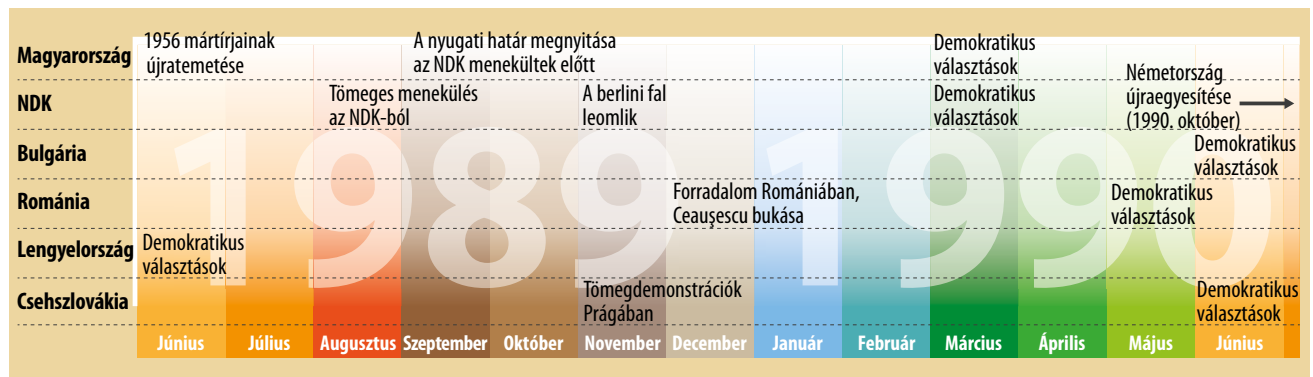 Magyarország
1956 mártírjainak
újratemetése
A nyugati határ megnyitása
az NDK menekültek előtt
Demokratikus
választások
NDK
Tömeges menekülés
az NDK-ból
A berlini fal
leomlik
Demokratikus
választások
Németország
újraegyesítése
(1990. október)
Bulgária
Demokratikus
választások
Románia
Forradalom Romániában,
Ceauşescu bukása
Demokratikus
választások
Lengyelország
Demokratikus
választások
Csehszlovákia
Tömegdemonstrációk
Prágában
Demokratikus
választások
1989 1990
Június Július Augusztus Szeptember Október November December Január Február Március Április Május Június